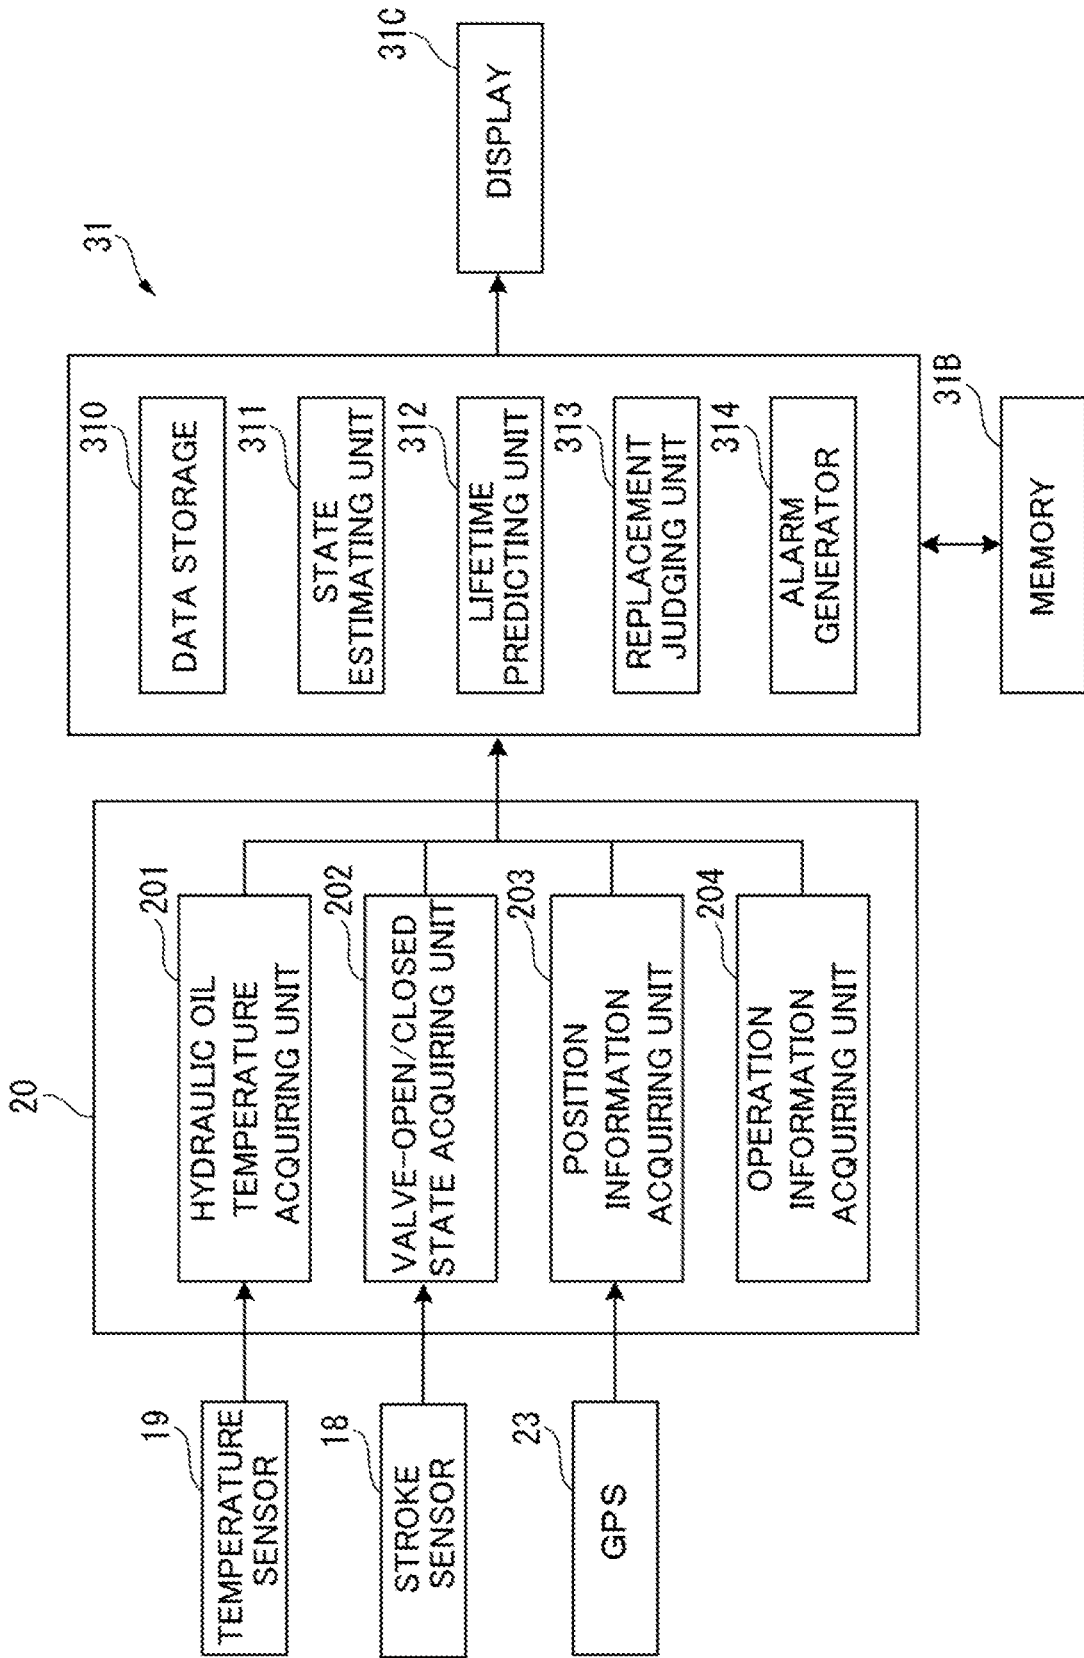 20
31
TEMPERATURE
SENSOR
19
STROKE
SENSOR
18
GPS
23
HYDRAULIC OIL
TEMPERATURE
ACQUIRING UNIT
201
VALVE-OPEN/CLOSED
STATE ACQUIRING UNIT
202
POSITION
INFORMATION
ACQUIRING UNIT
203
OPERATION
INFORMATION
ACQUIRING UNIT
204
DATA STORAGE
310
STATE
ESTIMATING UNIT
311
LIFETIME
PREDICTING UNIT
312
REPLACEMENT
JUDGING UNIT
313
ALARM
GENERATOR
314
MEMORY
31B
DISPLAY
31C